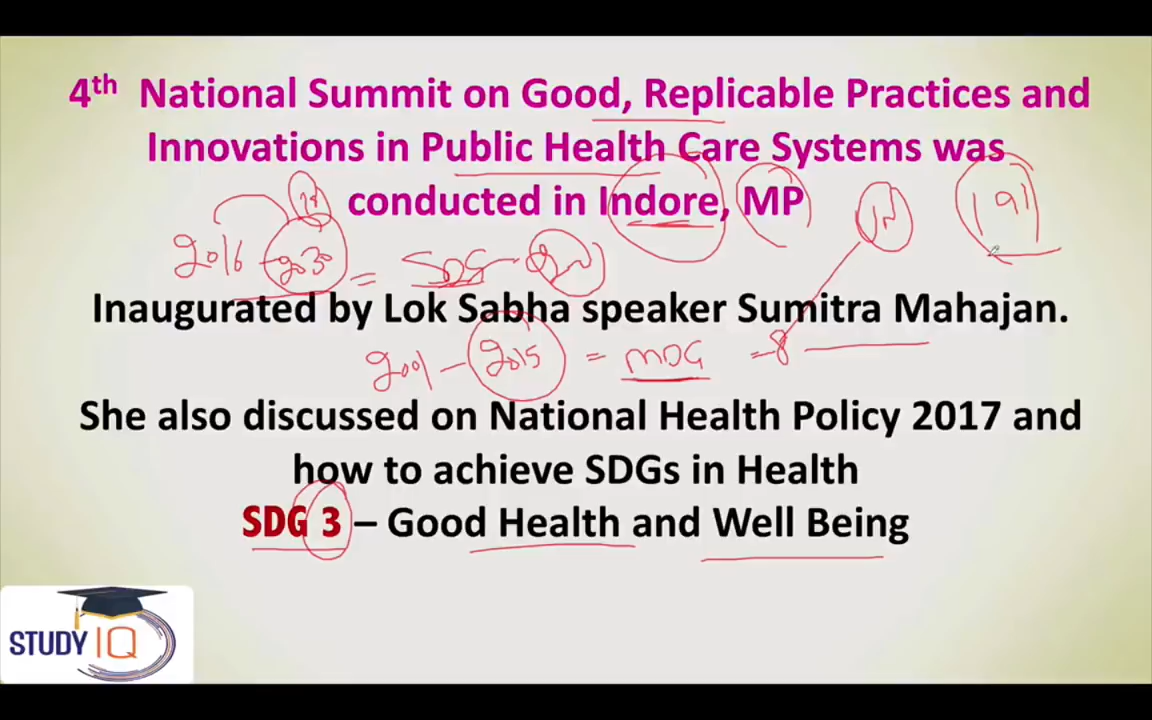 4th National Summit on Good, Replicable Practices and
Innovations in Public Health Care Systems was
conducted in Indore, MP
2016 - 2030 =
Inaugurated by Lok Sabha speaker Sumitra Mahajan.
2001 - 2015 = MDG = 8
She also discussed on National Health Policy 2017 and
how to achieve SDGs in Health
SDG 3 – Good Health and Well Being
STUDY IQ